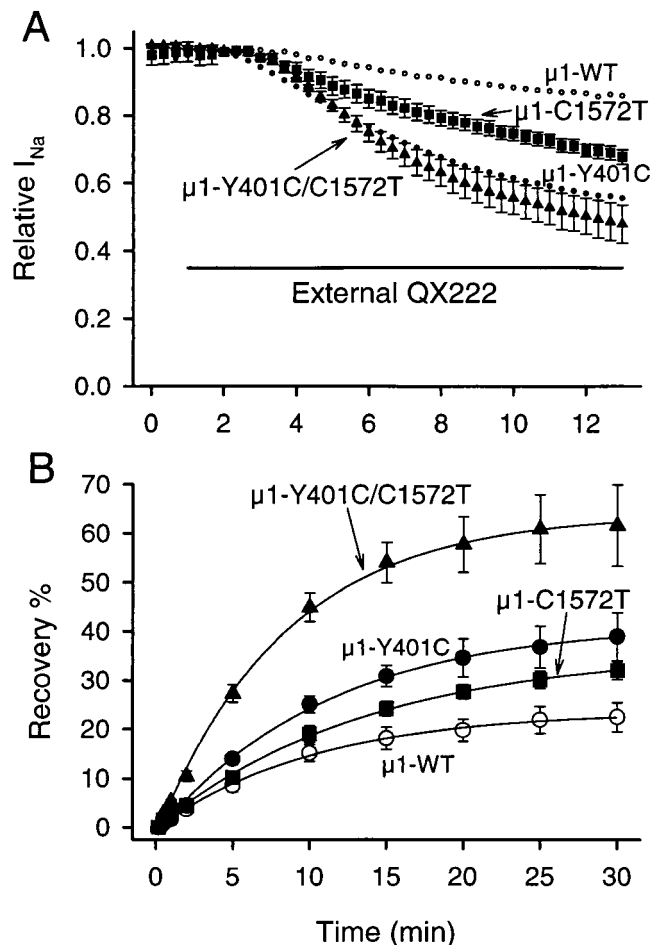 A
1.0
0.8
0.6
0.4
0.2
0.0
Relative I_Na
μ1-WT
μ1-C1572T
μ1-Y401C
μ1-Y401C/C1572T
External QX222
0 2 4 6 8 10 12
B
70
60
50
40
30
20
10
0
Recovery %
μ1-Y401C/C1572T
μ1-C1572T
μ1-Y401C
μ1-WT
0 5 10 15 20 25 30
Time (min)